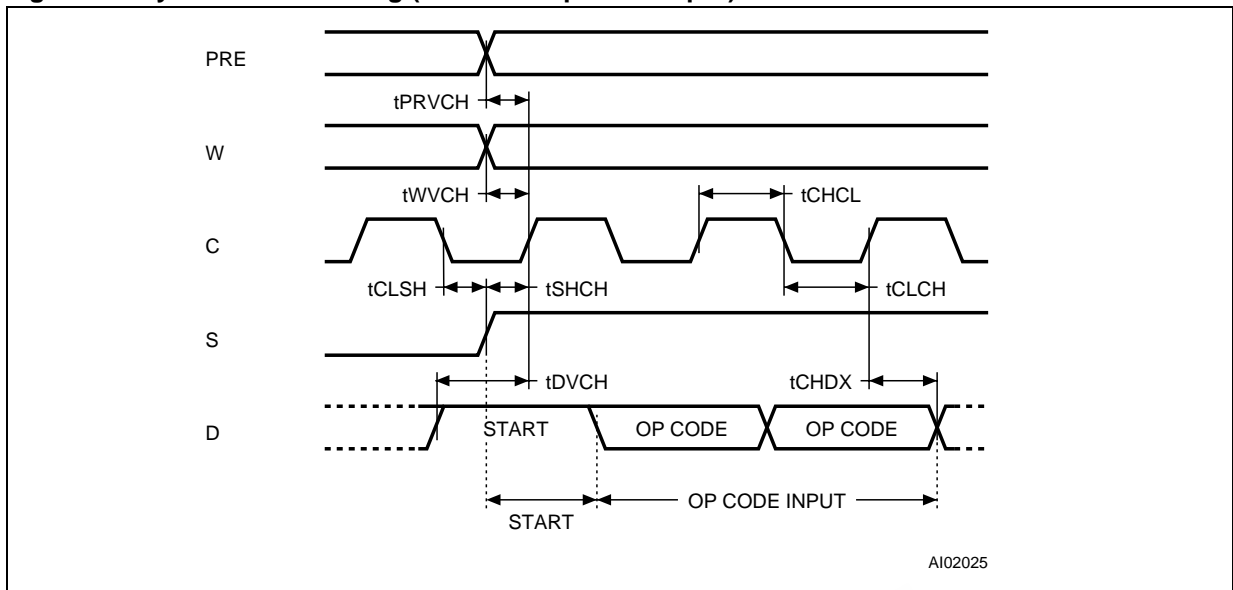 PRE
tPRVCH
W
tWVCH
tCHCL
C
tCLSH
tSHCH
tCLCH
S
tDVCH
tCHDX
D
START
OP CODE
OP CODE
OP CODE INPUT
START
AI02025